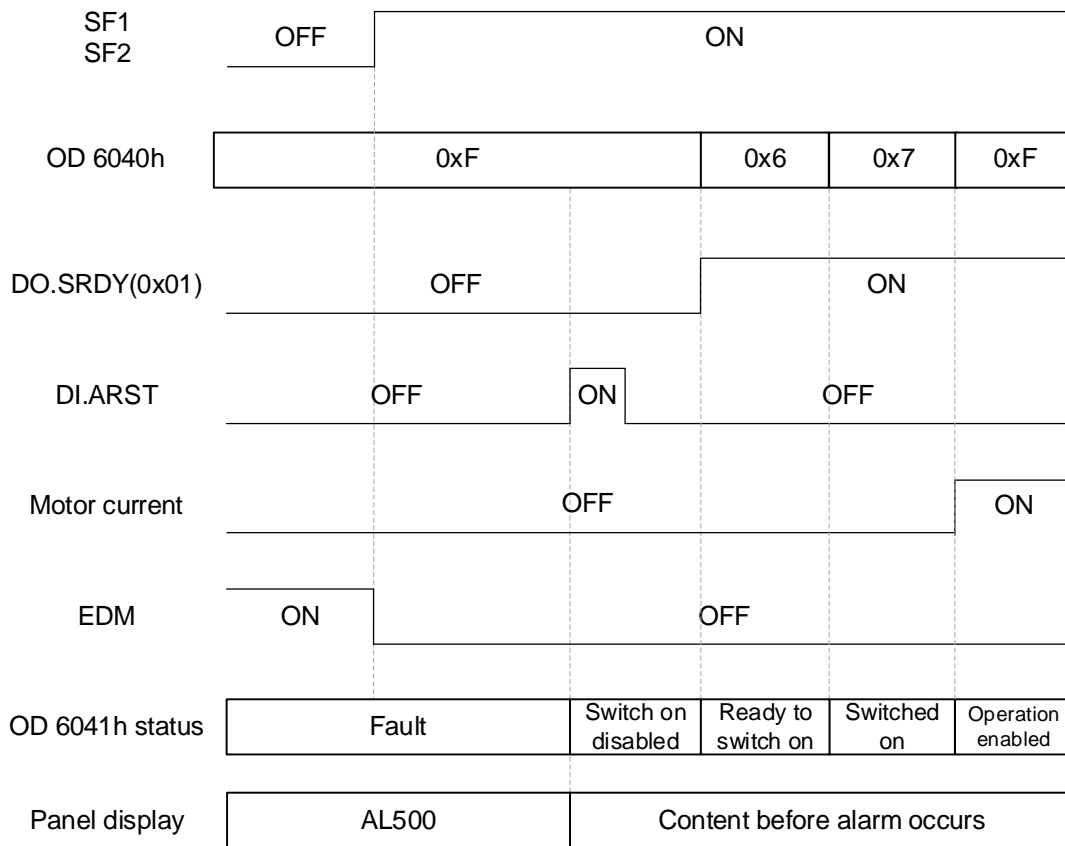 SF1
SF2
OFF
ON
OD 6040h
0xF
0x6
0x7
0xF
DO.SRDY(0x01)
OFF
ON
DI.ARST
OFF
ON
OFF
Motor current
OFF
ON
EDM
ON
OFF
OD 6041h status
Fault
Switch on
disabled
Ready to
switch on
Switched
on
Operation
enabled
Panel display
AL500
Content before alarm occurs